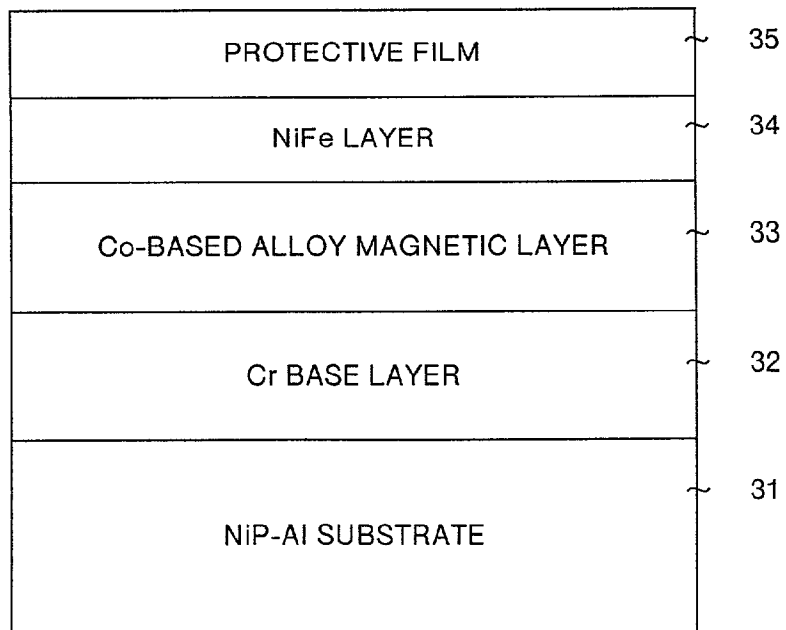 PROTECTIVE FILM ~ 35
NiFe LAYER ~ 34
Co-BASED ALLOY MAGNETIC LAYER ~ 33
Cr BASE LAYER ~ 32
NiP-Al SUBSTRATE ~ 31